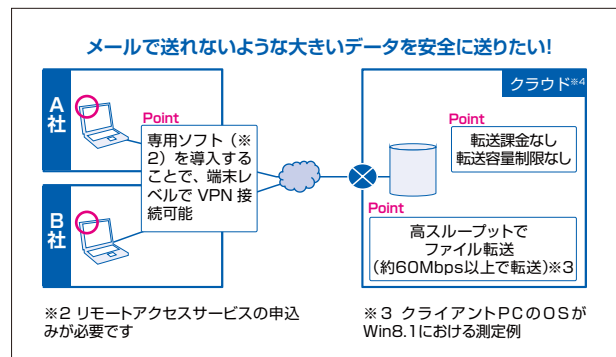 メールで送れないような大きいデータを安全に送りたい!
A社
Point
専用ソフト(※
2)を導入する
ことで、端末レ
ベルで VPN 接
続可能
B社
クラウド※4
Point
転送課金なし
転送容量制限なし
Point
高スループットで
ファイル転送
(約60Mbps以上で転送)※3
※2 リモートアクセスサービスの申込
みが必要です
※3 クライアントPCのOSが
Win8.1における測定例